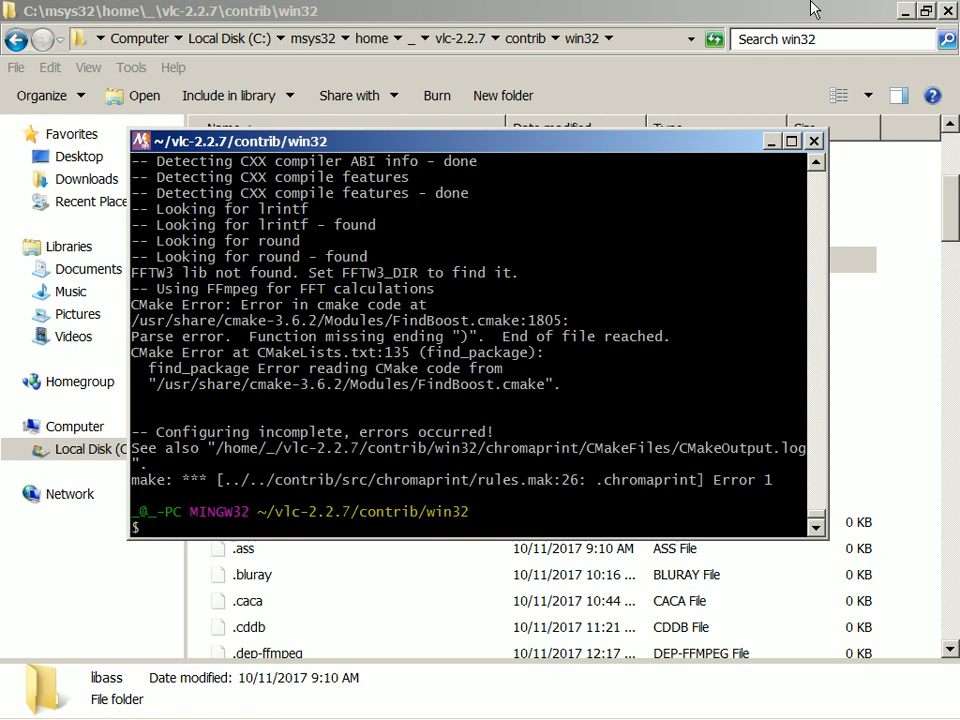 C:\msys32\home\_\vlc-2.2.7\contrib\win32
Computer Local Disk (C:) msys32 home _ vlc-2.2.7 contrib win32
Search win32
File Edit View Tools Help
Organize Open Include in library Share with Burn New folder
Name Date modified Type Size
Favorites
Desktop
Downloads
Recent Place
Libraries
Documents
Music
Pictures
Videos
Homegroup
Computer
Local Disk (C
Network
~/vlc-2.2.7/contrib/win32
-- Detecting CXX compiler ABI info - done
-- Detecting CXX compile features
-- Detecting CXX compile features - done
-- Looking for lrintf
-- Looking for lrintf - found
-- Looking for round
-- Looking for round - found
FFTW3 lib not found. Set FFTW3_DIR to find it.
-- Using FFmpeg for FFT calculations
CMake Error: Error in cmake code at
/usr/share/cmake-3.6.2/Modules/FindBoost.cmake:1805:
Parse error.  Function missing ending ")".  End of file reached.
CMake Error at CMakeLists.txt:135 (find_package):
  find_package Error reading CMake code from
  "/usr/share/cmake-3.6.2/Modules/FindBoost.cmake".
-- Configuring incomplete, errors occurred!
See also "/home/_/vlc-2.2.7/contrib/win32/chromaprint/CMakeFiles/CMakeOutput.log
".
make: *** [../../contrib/src/chromaprint/rules.mak:26: .chromaprint] Error 1
_@_-PC MINGW32 ~/vlc-2.2.7/contrib/win32
$
0 KB
.ass 10/11/2017 9:10 AM ASS File 0 KB
.bluray 10/11/2017 10:16 ... BLURAY File 0 KB
.caca 10/11/2017 10:44 ... CACA File 0 KB
.cddb 10/11/2017 11:21 ... CDDB File 0 KB
.dep-ffmpeg 10/11/2017 12:17 ... DEP-FFMPEG File 0 KB
libass Date modified: 10/11/2017 9:10 AM
File folder